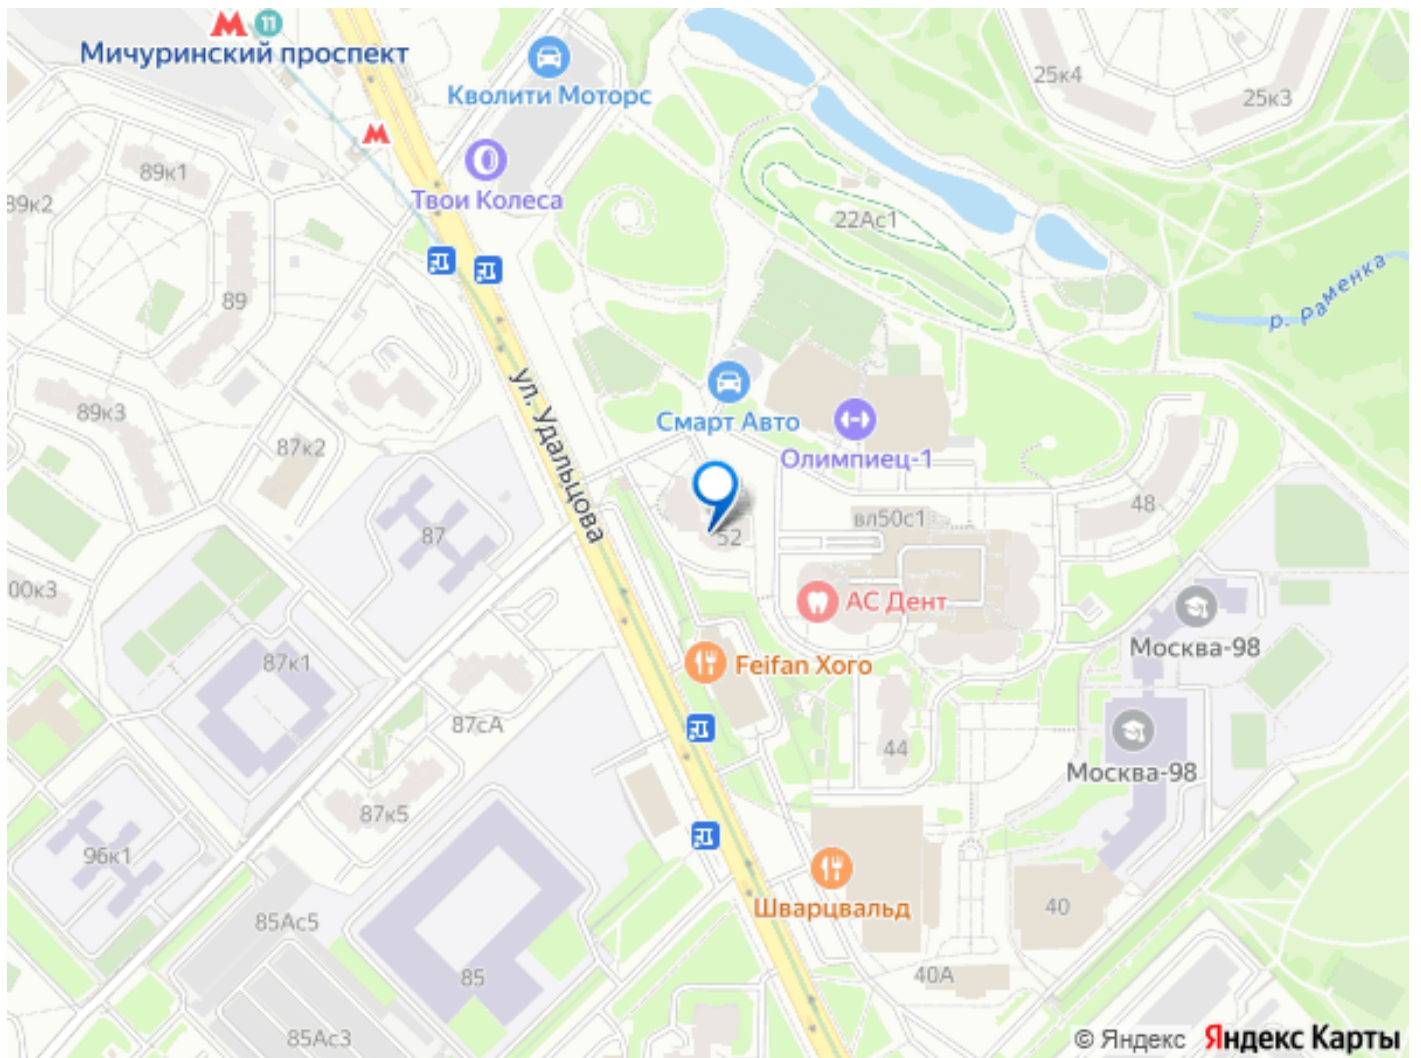 11
Мичуринский проспект
Кволити Моторс
25к4
25к3
89к1
89к2
Твои Колеса
22Ас1
89
р. Раменка
ул. Удальцова
Смарт Авто
89к3
87к2
Олимпиец-1
48
87
52
вл50с1
00к3
АС Дент
Москва-98
87к1
Feifan Хого
87сА
44
Москва-98
87к5
96к1
Шварцвальд
40
85Ас5
85
40А
85Ас3
© Яндекс Яндекс Карты